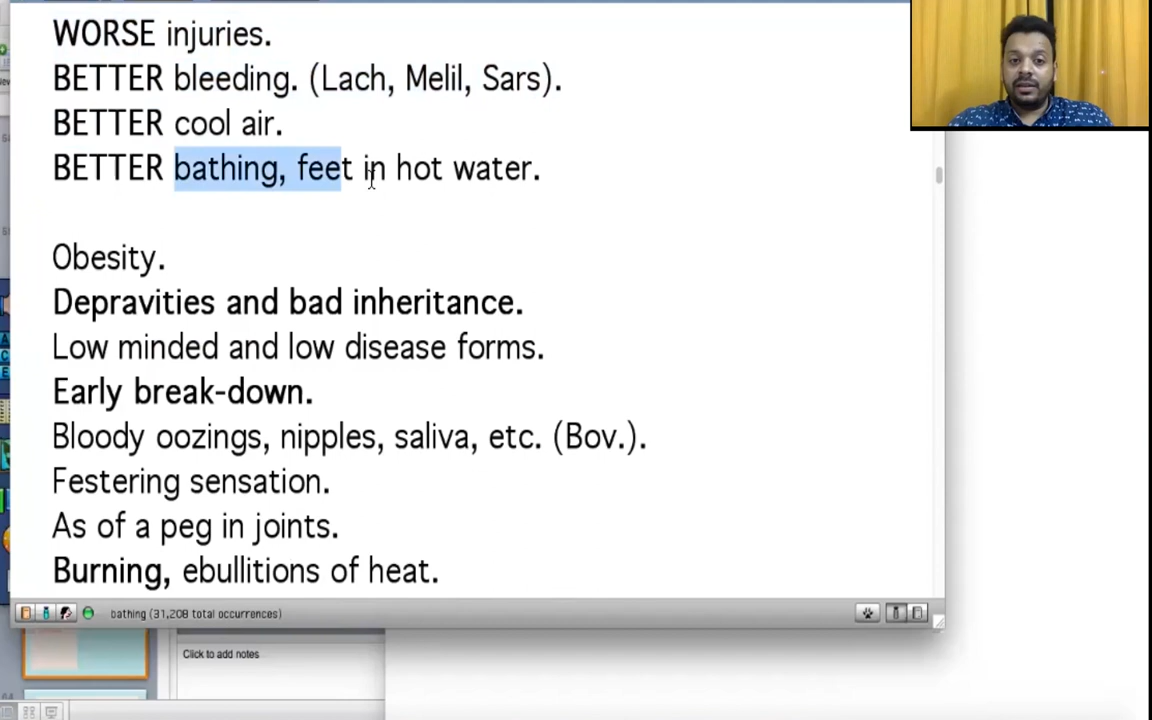 WORSE injuries.
BETTER bleeding. (Lach, Melil, Sars).
BETTER cool air.
BETTER bathing, feet in hot water.
Obesity.
Depravities and bad inheritance.
Low minded and low disease forms.
Early break-down.
Bloody oozings, nipples, saliva, etc. (Bov.).
Festering sensation.
As of a peg in joints.
Burning, ebullitions of heat.
bathing (31,208 total occurrences)
Click to add notes